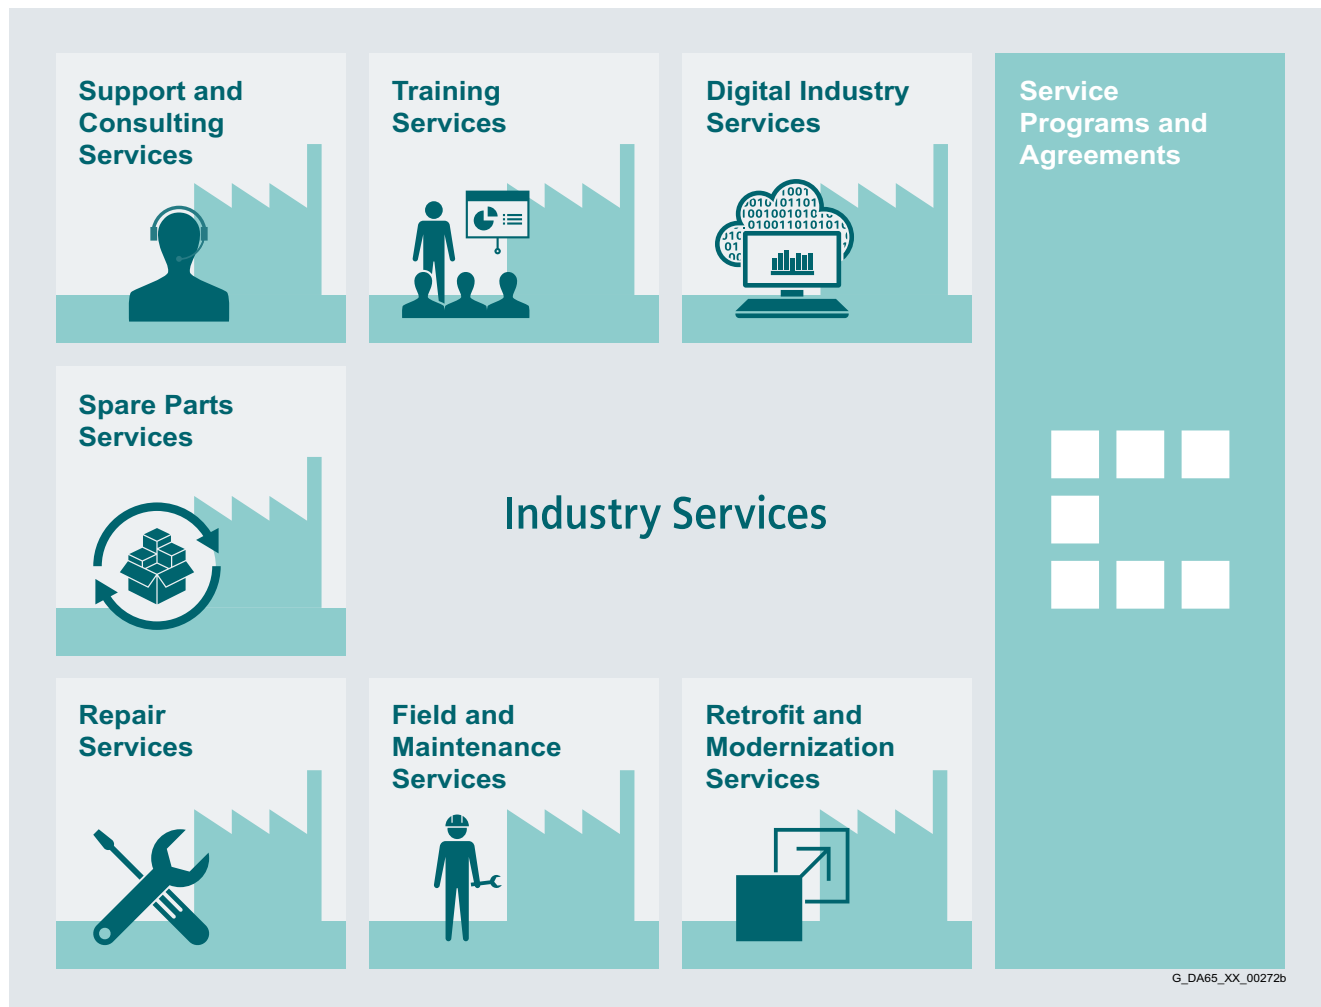 Support and
Consulting
Services
Training
Services
Digital Industry
Services
Service
Programs and
Agreements
Spare Parts
Services
Industry Services
Repair
Services
Field and
Maintenance
Services
Retrofit and
Modernization
Services
G_DA65_XX_00272b